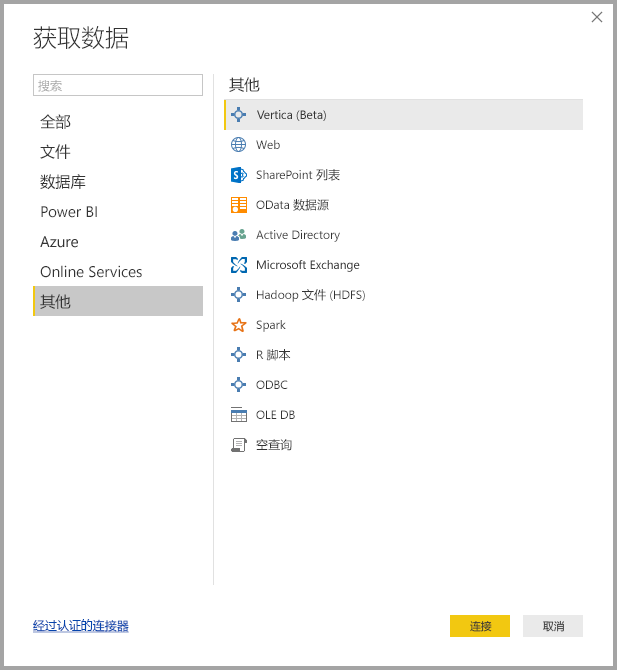 获取数据
搜索
全部
文件
数据库
Power BI
Azure
Online Services
其他
其他
Vertica (Beta)
Web
SharePoint 列表
OData 数据源
Active Directory
Microsoft Exchange
Hadoop 文件 (HDFS)
Spark
R 脚本
ODBC
OLE DB
空查询
经过认证的连接器
连接
取消